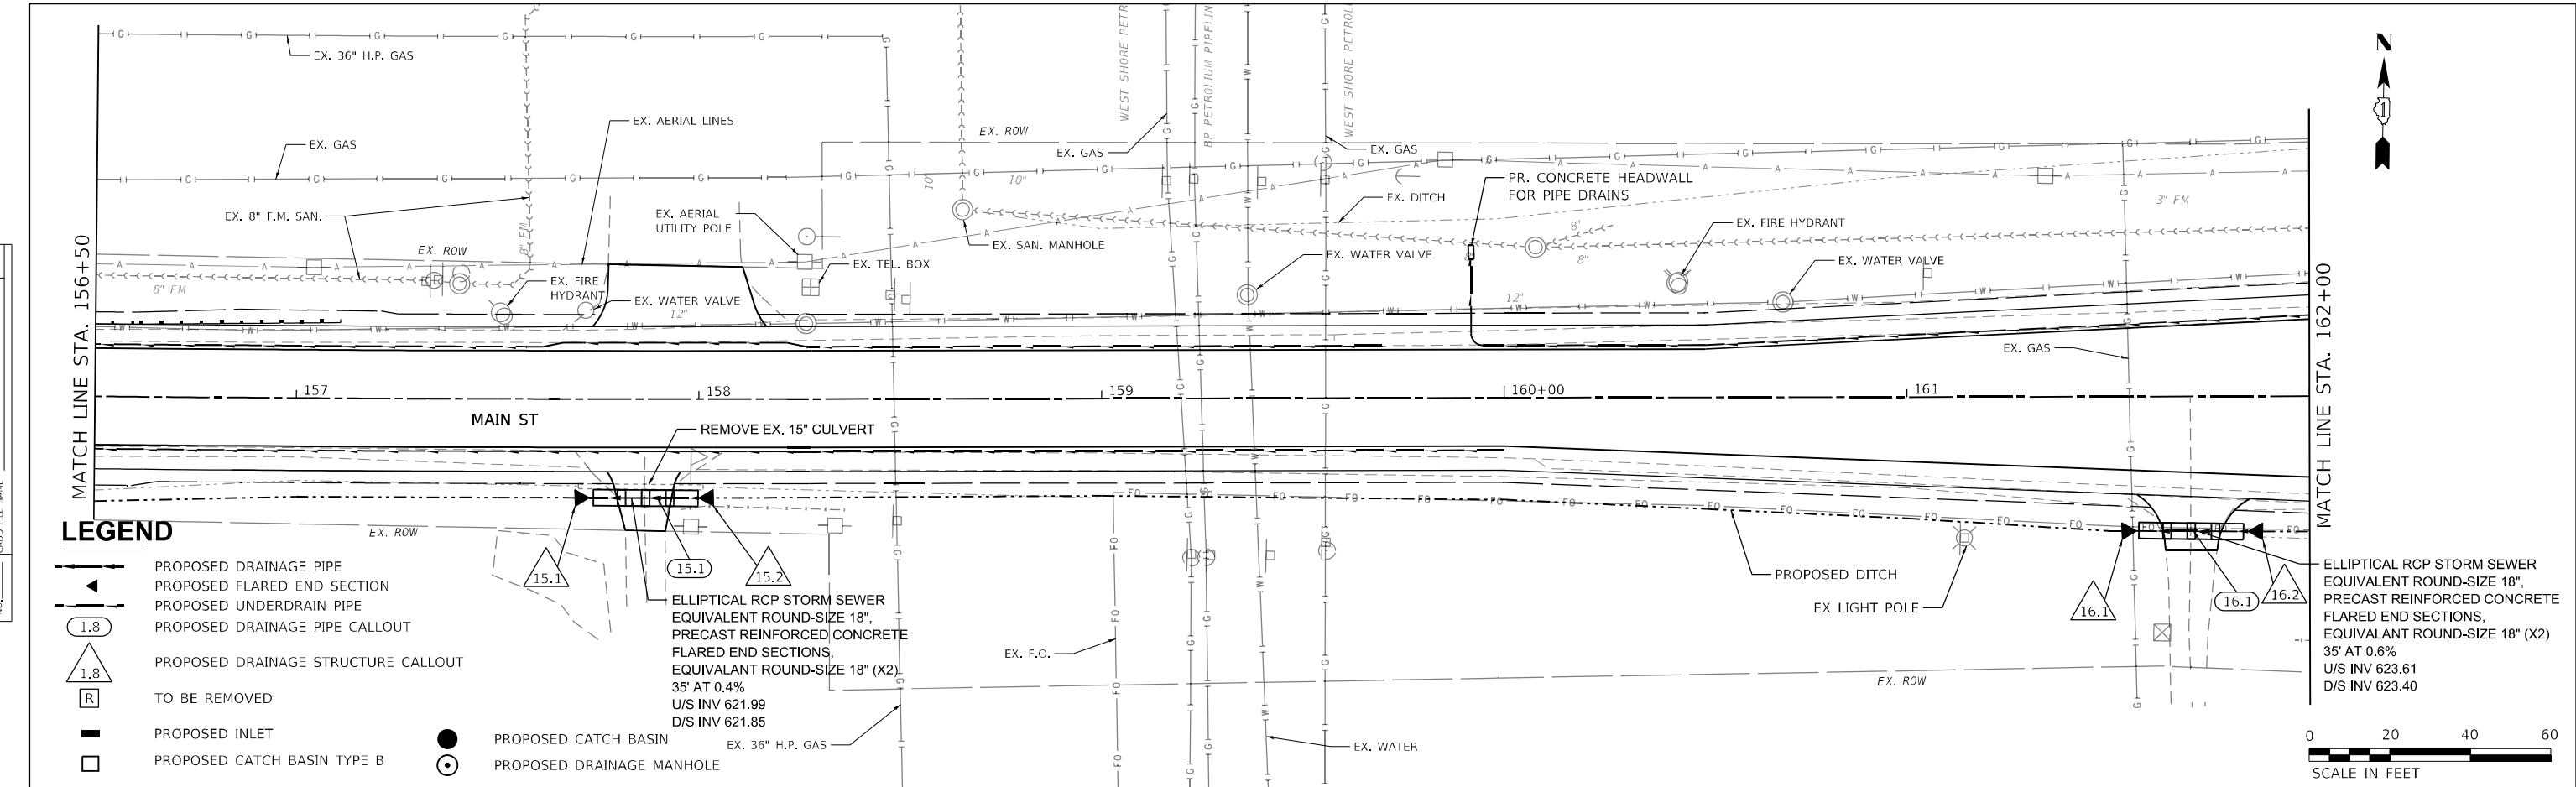 EX. 36" H.P. GAS
WEST SHORE PETR
BP PETROLIUM PIPELIN
WEST SHORE PETROL
N
1
EX. AERIAL LINES
EX. GAS
EX. ROW
EX. GAS
EX. GAS
10"
10"
PR. CONCRETE HEADWALL
FOR PIPE DRAINS
EX. DITCH
3" FM
EX. 8" F.M. SAN.
8" FM
EX. AERIAL
UTILITY POLE
EX. SAN. MANHOLE
8"
8"
EX. FIRE HYDRANT
EX. ROW
EX. TEL. BOX
EX. WATER VALVE
EX. WATER VALVE
8" FM
EX. FIRE
HYDRANT
EX. WATER VALVE
12"
12"
MATCH LINE STA. 156+50
MATCH LINE STA. 162+00
EX. GAS
157
158
159
160+00
161
MAIN ST
REMOVE EX. 15" CULVERT
EX. ROW
15.1
15.1
15.2
ELLIPTICAL RCP STORM SEWER
EQUIVALENT ROUND-SIZE 18",
PRECAST REINFORCED CONCRETE
FLARED END SECTIONS,
EQUIVALANT ROUND-SIZE 18" (X2)
35' AT 0.4%
U/S INV 621.99
D/S INV 621.85
EX. 36" H.P. GAS
EX. F.O.
EX. WATER
PROPOSED DITCH
EX LIGHT POLE
EX. ROW
16.1
16.1
16.2
ELLIPTICAL RCP STORM SEWER
EQUIVALENT ROUND-SIZE 18",
PRECAST REINFORCED CONCRETE
FLARED END SECTIONS,
EQUIVALANT ROUND-SIZE 18" (X2)
35' AT 0.6%
U/S INV 623.61
D/S INV 623.40
LEGEND
PROPOSED DRAINAGE PIPE
PROPOSED FLARED END SECTION
PROPOSED UNDERDRAIN PIPE
1.8 PROPOSED DRAINAGE PIPE CALLOUT
1.8 PROPOSED DRAINAGE STRUCTURE CALLOUT
R TO BE REMOVED
PROPOSED INLET
PROPOSED CATCH BASIN TYPE B
PROPOSED CATCH BASIN
PROPOSED DRAINAGE MANHOLE
0 20 40 60
SCALE IN FEET